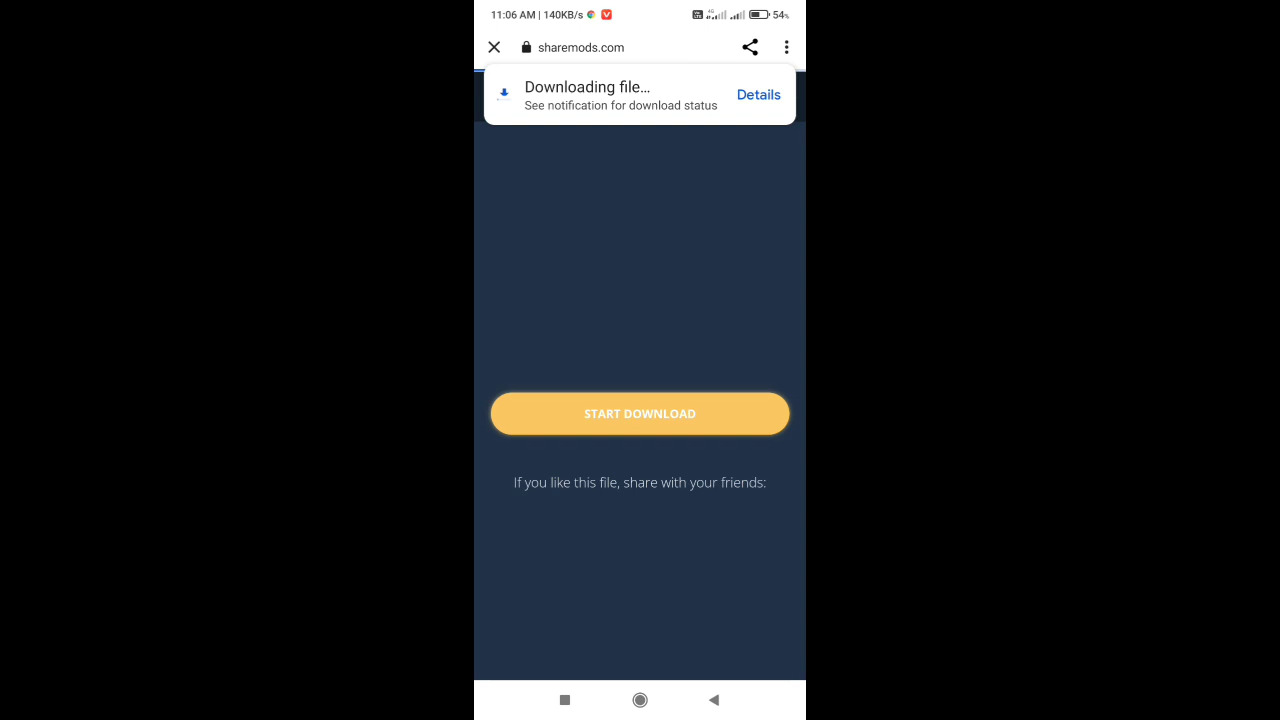 11:06 AM | 140KB/s
4G
54%
sharemods.com
Downloading file...
See notification for download status
Details
START DOWNLOAD
If you like this file, share with your friends: